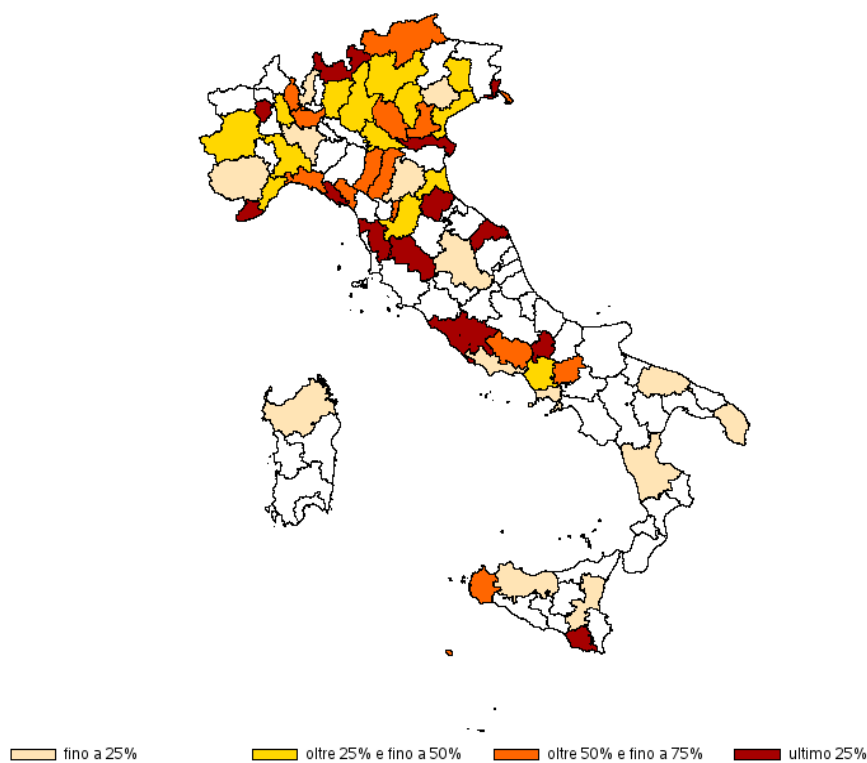 fino a 25%
oltre 25% e fino a 50%
oltre 50% e fino a 75%
ultimo 25%